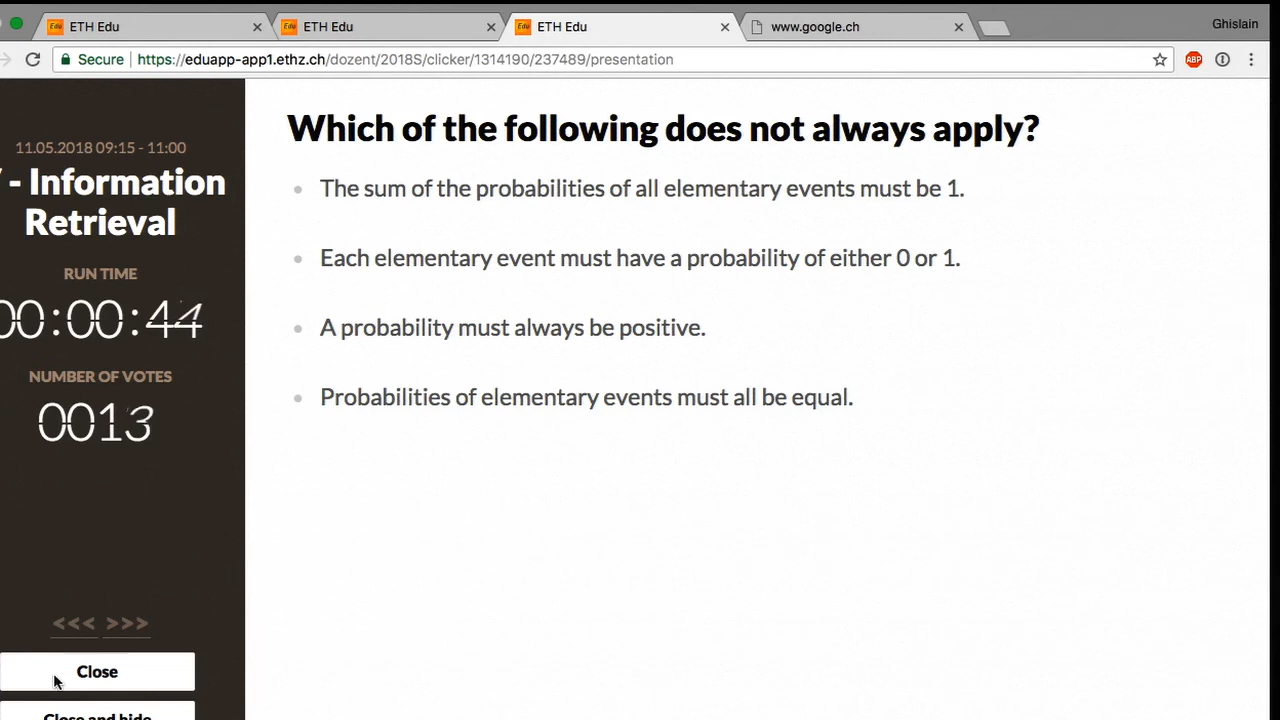 ETH Edu
ETH Edu
ETH Edu
www.google.ch
Ghislain
Secure
https://eduapp-app1.ethz.ch/dozent/2018S/clicker/1314190/237489/presentation
ABP
11.05.2018 09:15 - 11:00
- Information
Retrieval
RUN TIME
00:00:44
NUMBER OF VOTES
0013
<<< >>>
Close
Close and hide
Which of the following does not always apply?
The sum of the probabilities of all elementary events must be 1.
Each elementary event must have a probability of either 0 or 1.
A probability must always be positive.
Probabilities of elementary events must all be equal.